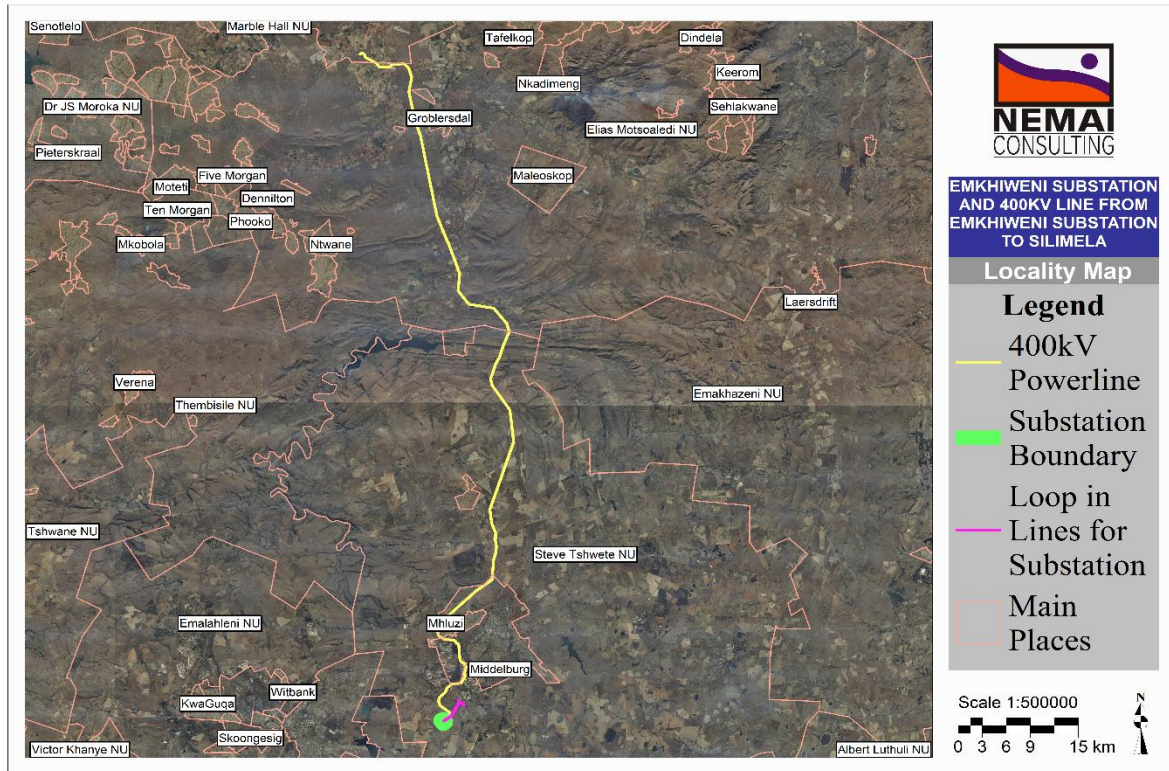 Senotlelo
Marble Hall NU
Tafelkop
Dindela
Nkadimeng
Keerom
Dr JS Moroka NU
Groblersdal
Sehlakwane
Elias Motsoaledi NU
Pieterskraal
Five Morgan
Maleoskop
Moteti
Dennilton
Ten Morgan
Phooko
Mkobola
Ntwane
Laersdrift
Verena
Emakhazeni NU
Thembisile NU
Tshwane NU
Steve Tshwete NU
Emalahleni NU
Mhluzi
Middelburg
Witbank
KwaGuqa
Skoongesig
Victor Khanye NU
Albert Luthuli NU
NEMAI
CONSULTING
EMKHIWENI SUBSTATION
AND 400KV LINE FROM
EMKHIWENI SUBSTATION
TO SILIMELA
Locality Map
Legend
400kV
Powerline
Substation
Boundary
Loop in
Lines for
Substation
Main
Places
Scale 1:500000
N
0 3 6 9 15 km